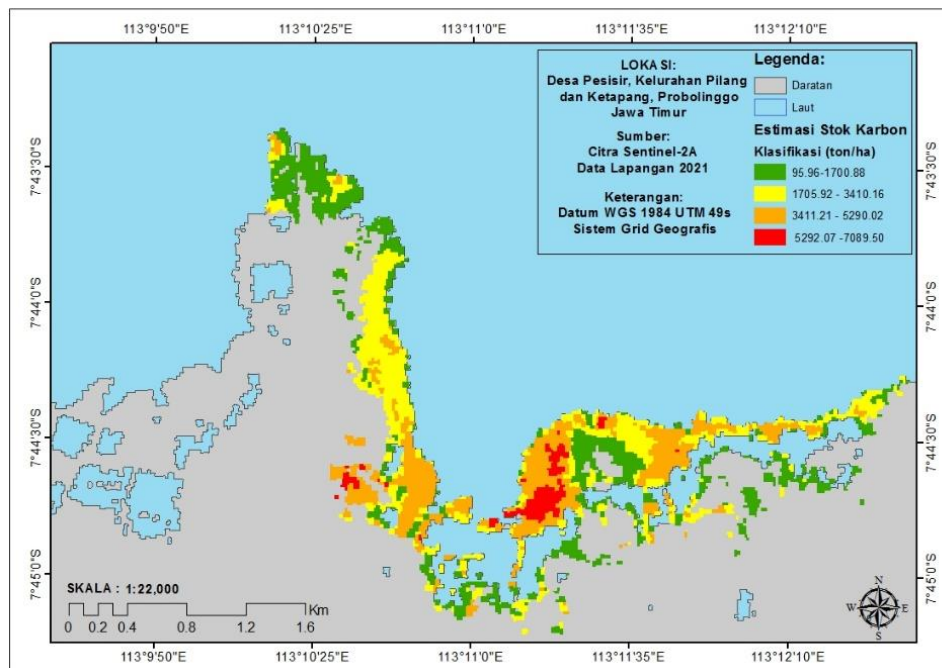 113°9'50"E 113°10'25"E 113°11'0"E 113°11'35"E 113°12'10"E
LOKASI:
Desa Pesisir, Kelurahan Pilang
dan Ketapang, Probolinggo
Jawa Timur
Sumber:
Citra Sentinel-2A
Data Lapangan 2021
Keterangan:
Datum WGS 1984 UTM 49s
Sistem Grid Geografis
Legenda:
Daratan
Laut
Estimasi Stok Karbon
Klasifikasi (ton/ha)
95.96-1700.88
1705.92 - 3410.16
3411.21 - 5290.02
5292.07 -7089.50
7°43'30"S 7°43'30"S
7°44'0"S 7°44'0"S
7°44'30"S 7°44'30"S
7°45'0"S 7°45'0"S
SKALA : 1:22,000
Km
0 0.2 0.4 0.8 1.2 1.6
N
W E
S
113°9'50"E 113°10'25"E 113°11'0"E 113°11'35"E 113°12'10"E